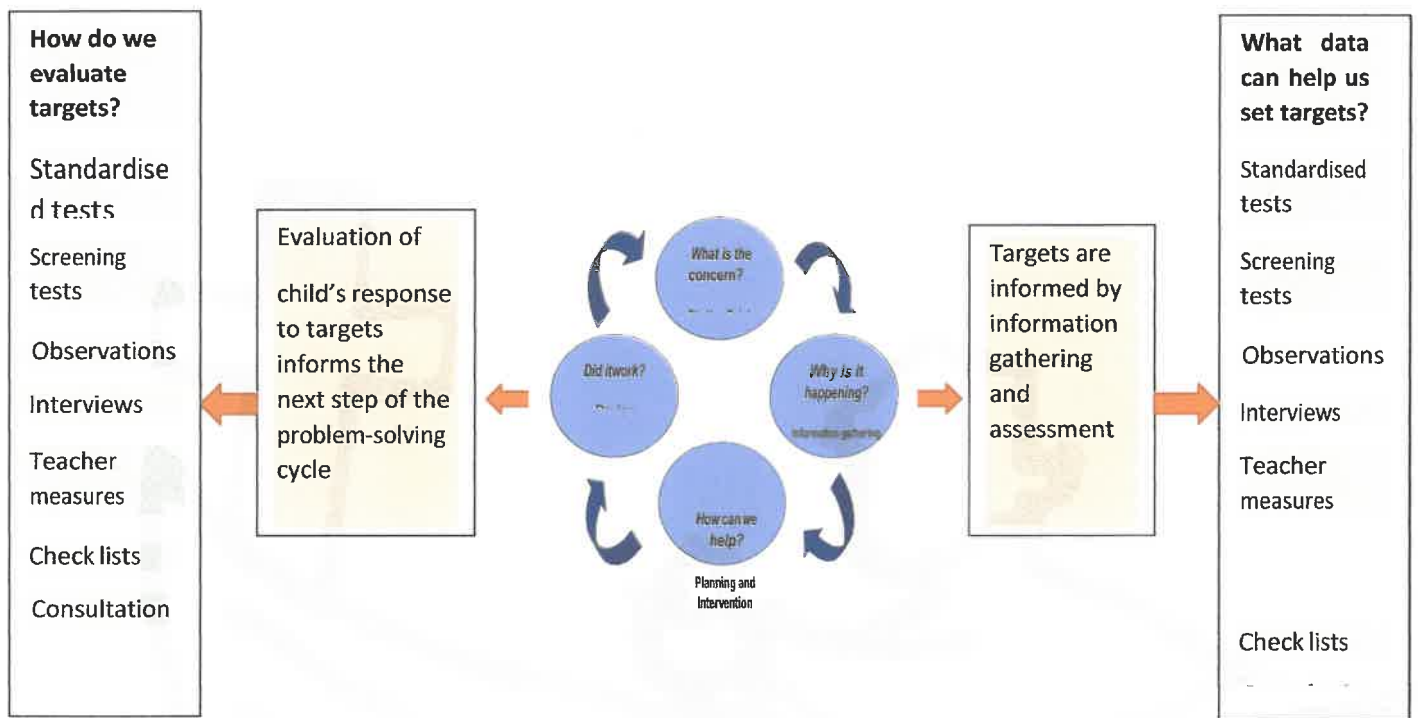 How do we
evaluate
targets?
Standardise
d tests
Screening
tests
Observations
Interviews
Teacher
measures
Check lists
Consultation
Evaluation of
child's response
to targets
informs the
next step of the
problem-solving
cycle
What is the
concern?
Why is it
happening?
Information gathering
How can we
help?
Planning and
Intervention
Did itwork?
Targets are
informed by
information
gathering
and
assessment
What data
can help us
set targets?
Standardised
tests
Screening
tests
Observations
Interviews
Teacher
measures
Check lists